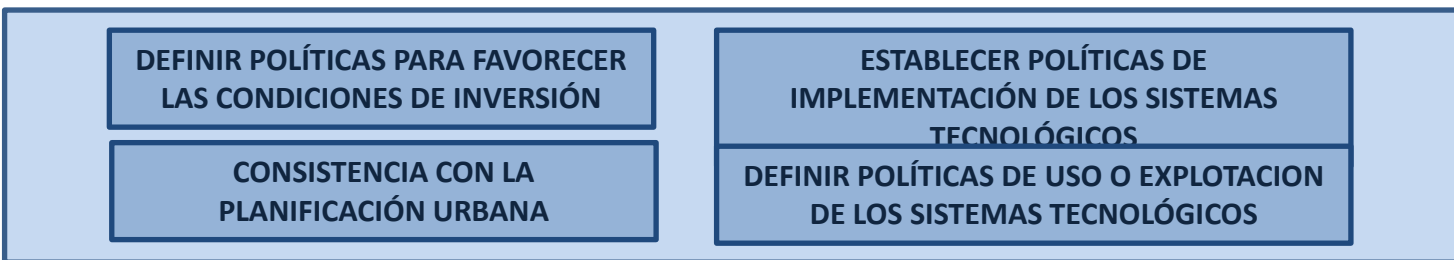 DEFINIR POLÍTICAS PARA FAVORECER
LAS CONDICIONES DE INVERSIÓN
ESTABLECER POLÍTICAS DE
IMPLEMENTACIÓN DE LOS SISTEMAS
TECNOLÓGICOS
CONSISTENCIA CON LA
PLANIFICACIÓN URBANA
DEFINIR POLÍTICAS DE USO O EXPLOTACION
DE LOS SISTEMAS TECNOLÓGICOS